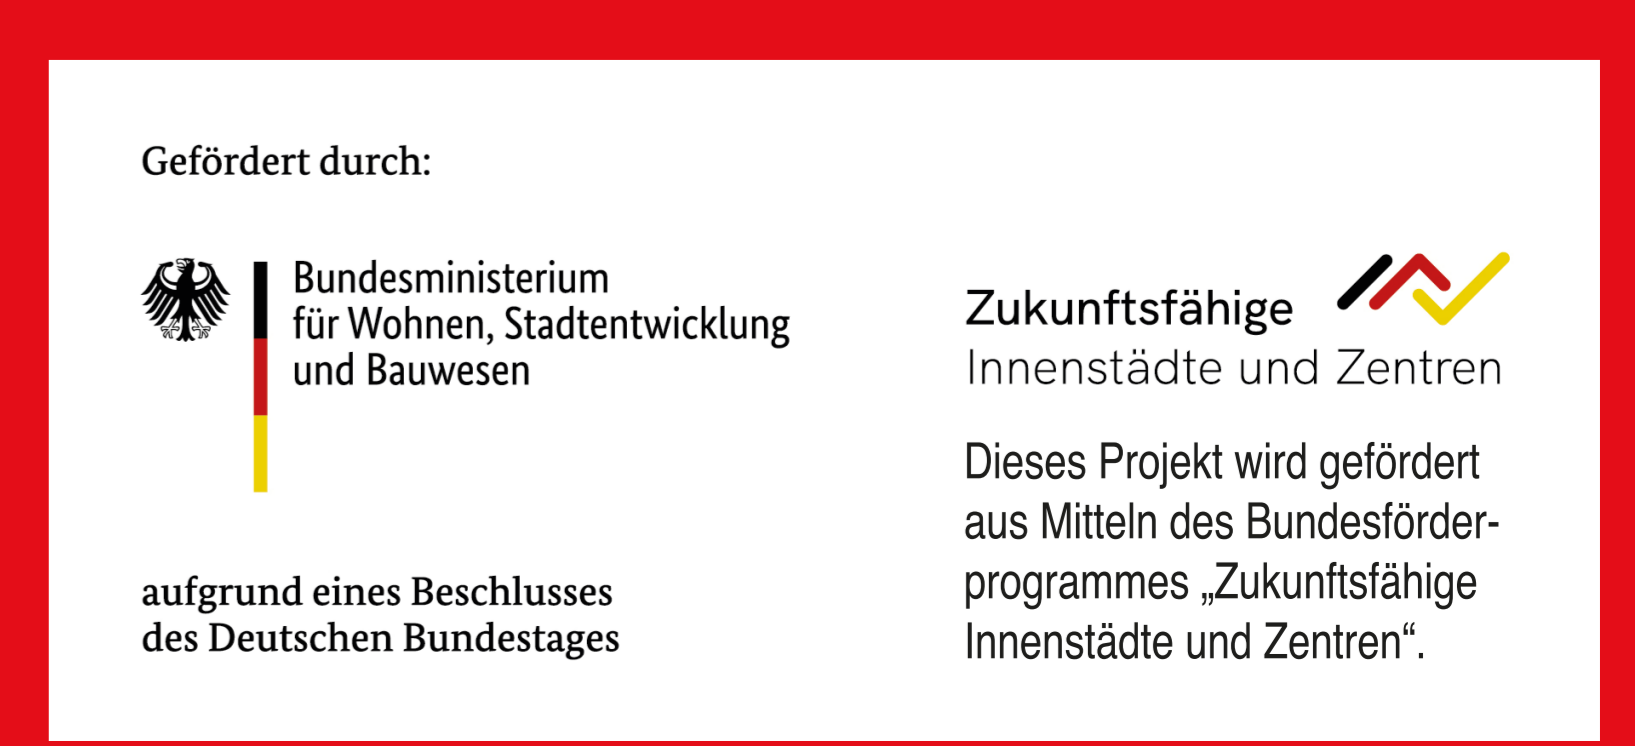 Gefördert durch:
Bundesministerium
für Wohnen, Stadtentwicklung
und Bauwesen
aufgrund eines Beschlusses
des Deutschen Bundestages
Zukunftsfähige
Innenstädte und Zentren
Dieses Projekt wird gefördert
aus Mitteln des Bundesförder-
programmes „Zukunftsfähige
Innenstädte und Zentren“.